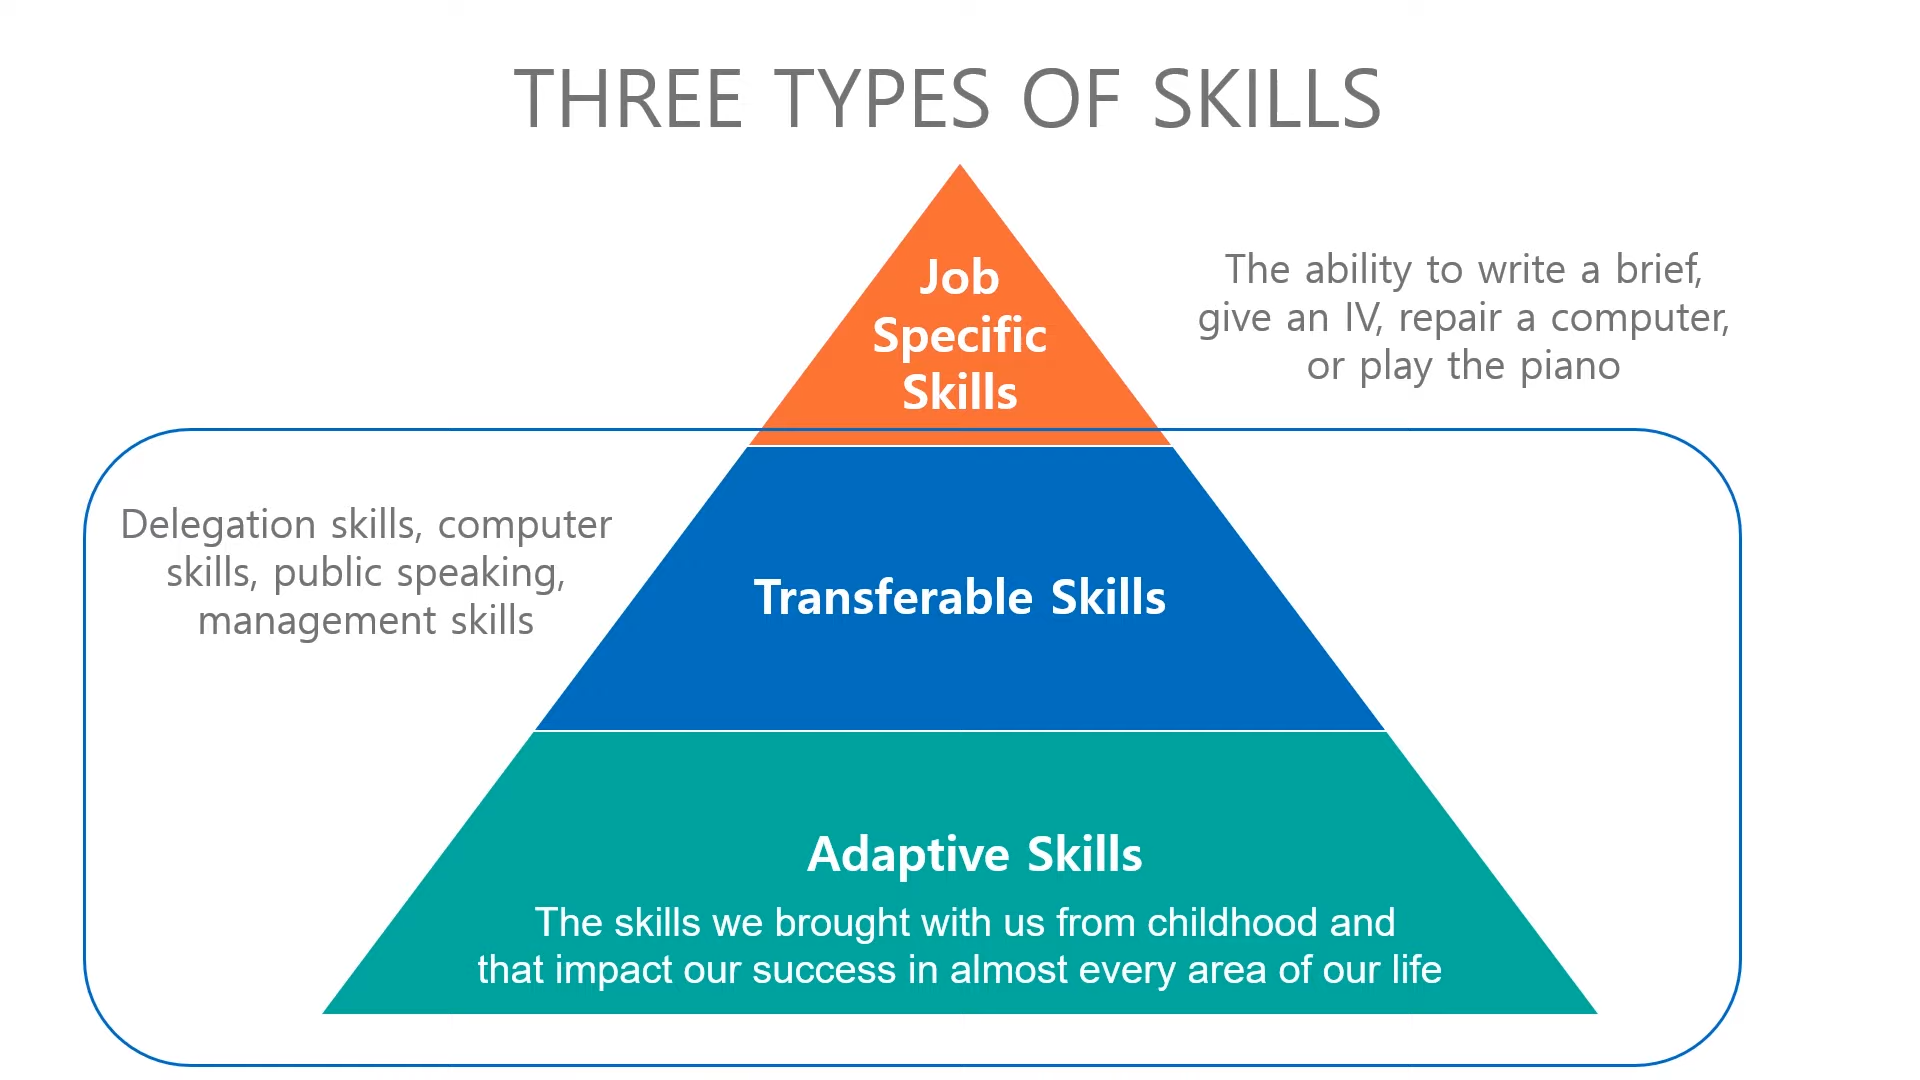 THREE TYPES OF SKILLS
Job
Specific
Skills
The ability to write a brief,
give an IV, repair a computer,
or play the piano
Delegation skills, computer
skills, public speaking,
management skills
Transferable Skills
Adaptive Skills
The skills we brought with us from childhood and
that impact our success in almost every area of our life